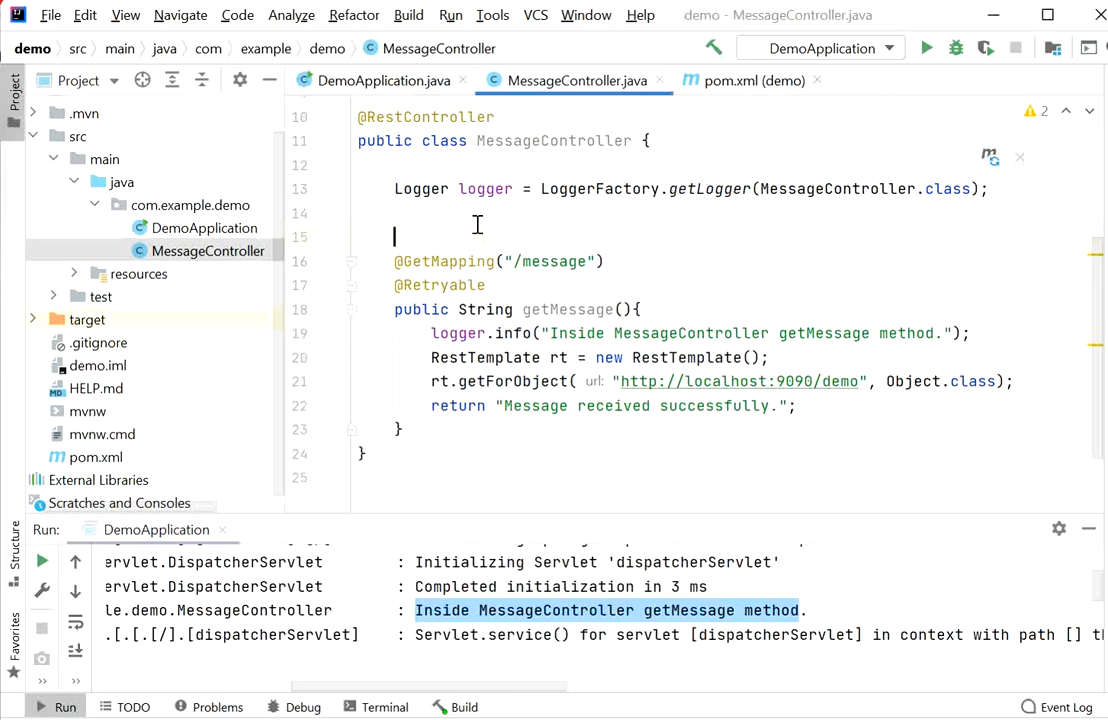 File Edit View Navigate Code Analyze Refactor Build Run Tools VCS Window Help demo - MessageController.java
demo src main java com example demo MessageController DemoApplication
Project DemoApplication.java MessageController.java pom.xml (demo)
Project
.mvn
src
main
java
com.example.demo
DemoApplication
MessageController
resources
test
target
.gitignore
demo.iml
HELP.md
mvnw
mvnw.cmd
pom.xml
External Libraries
Scratches and Consoles
2
10 @RestController
11 public class MessageController {
12
13 Logger logger = LoggerFactory.getLogger(MessageController.class);
14
15
16 @GetMapping("/message")
17 @Retryable
18 public String getMessage(){
19 logger.info("Inside MessageController getMessage method.");
20 RestTemplate rt = new RestTemplate();
21 rt.getForObject( url: "http://localhost:9090/demo", Object.class);
22 return "Message received successfully.";
23 }
24 }
25
Run: DemoApplication
Structure
Favorites
ervlet.DispatcherServlet : Initializing Servlet 'dispatcherServlet'
ervlet.DispatcherServlet : Completed initialization in 3 ms
le.demo.MessageController : Inside MessageController getMessage method.
.[.[.[/].[dispatcherServlet] : Servlet.service() for servlet [dispatcherServlet] in context with path [] t
Run TODO Problems Debug Terminal Build Event Log